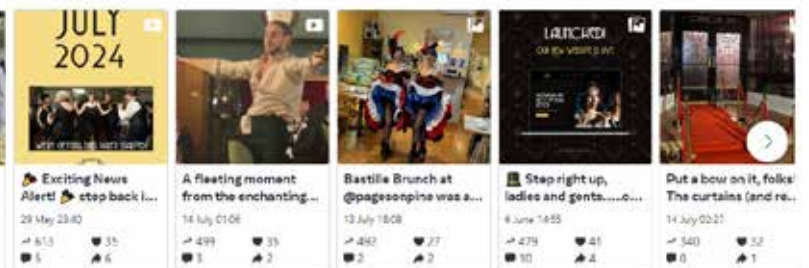 JULY
2024
Exciting News
Alert! step back i...
29 May 23:40
613
35
5
6
A fleeting moment
from the enchanting...
14 July 01:06
499
35
3
2
Bastille Brunch at
@pagesonpine was a...
13 July 18:08
492
27
2
2
LAUNCHED!
OUR NEW WEBSITE IS LIVE
Step right up,
ladies and gents.....c...
6 June 14:55
479
41
10
4
Put a bow on it, folks!
The curtains (and re...
14 July 02:21
340
32
0
1